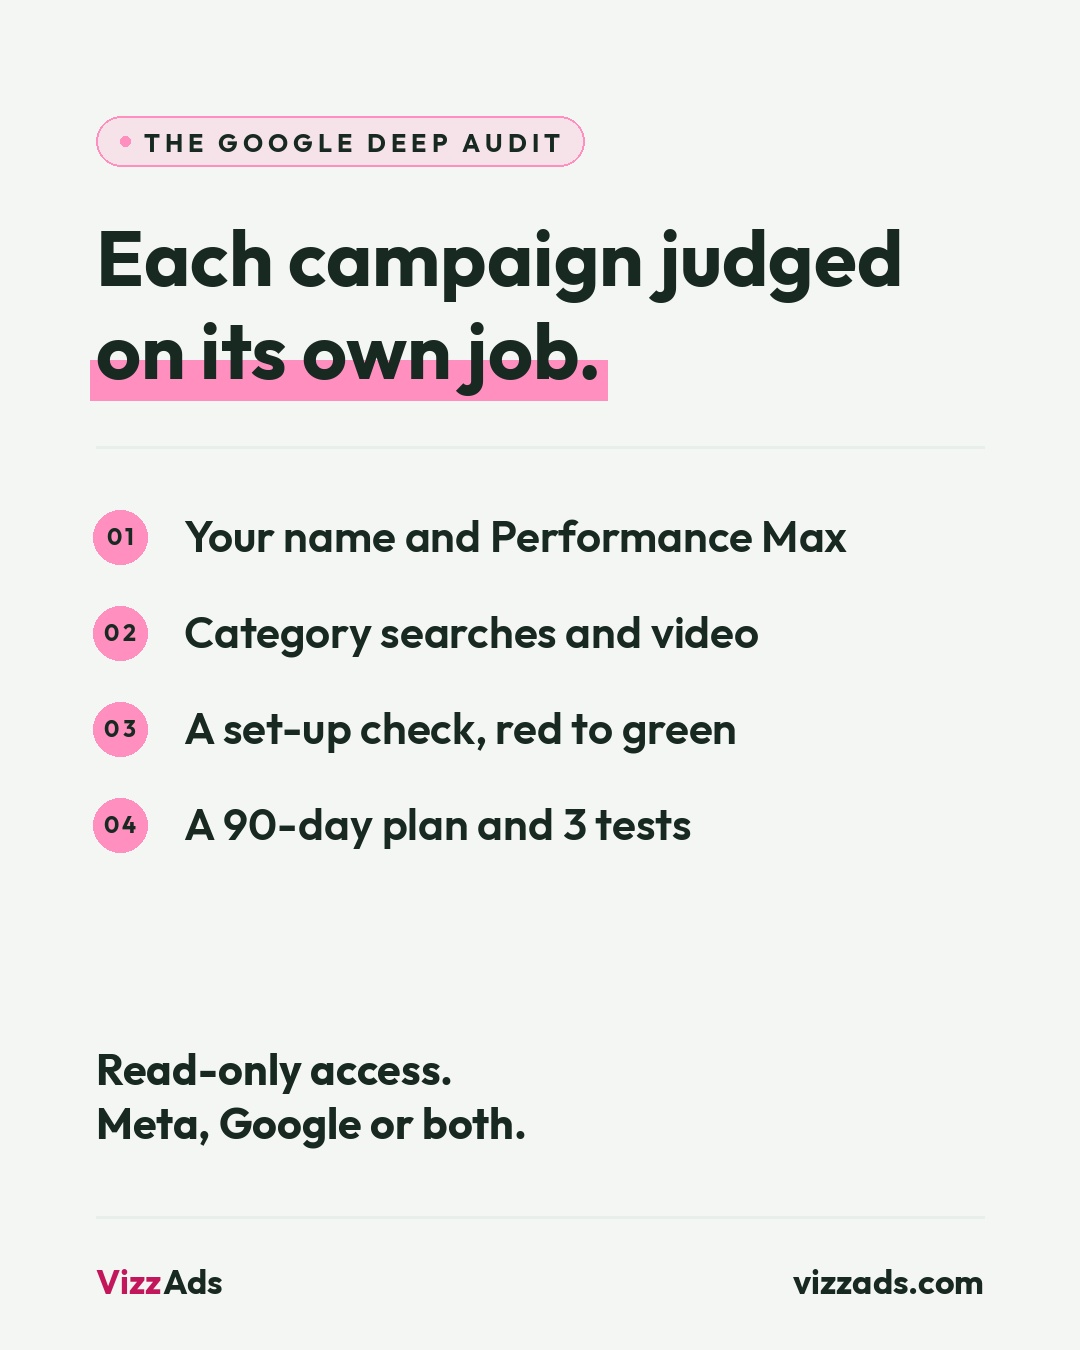 THE GOOGLE DEEP AUDIT
Each campaign judged
on its own job.
01 Your name and Performance Max
02 Category searches and video
03 A set-up check, red to green
04 A 90-day plan and 3 tests
Read-only access.
Meta, Google or both.
VizzAds
vizzads.com